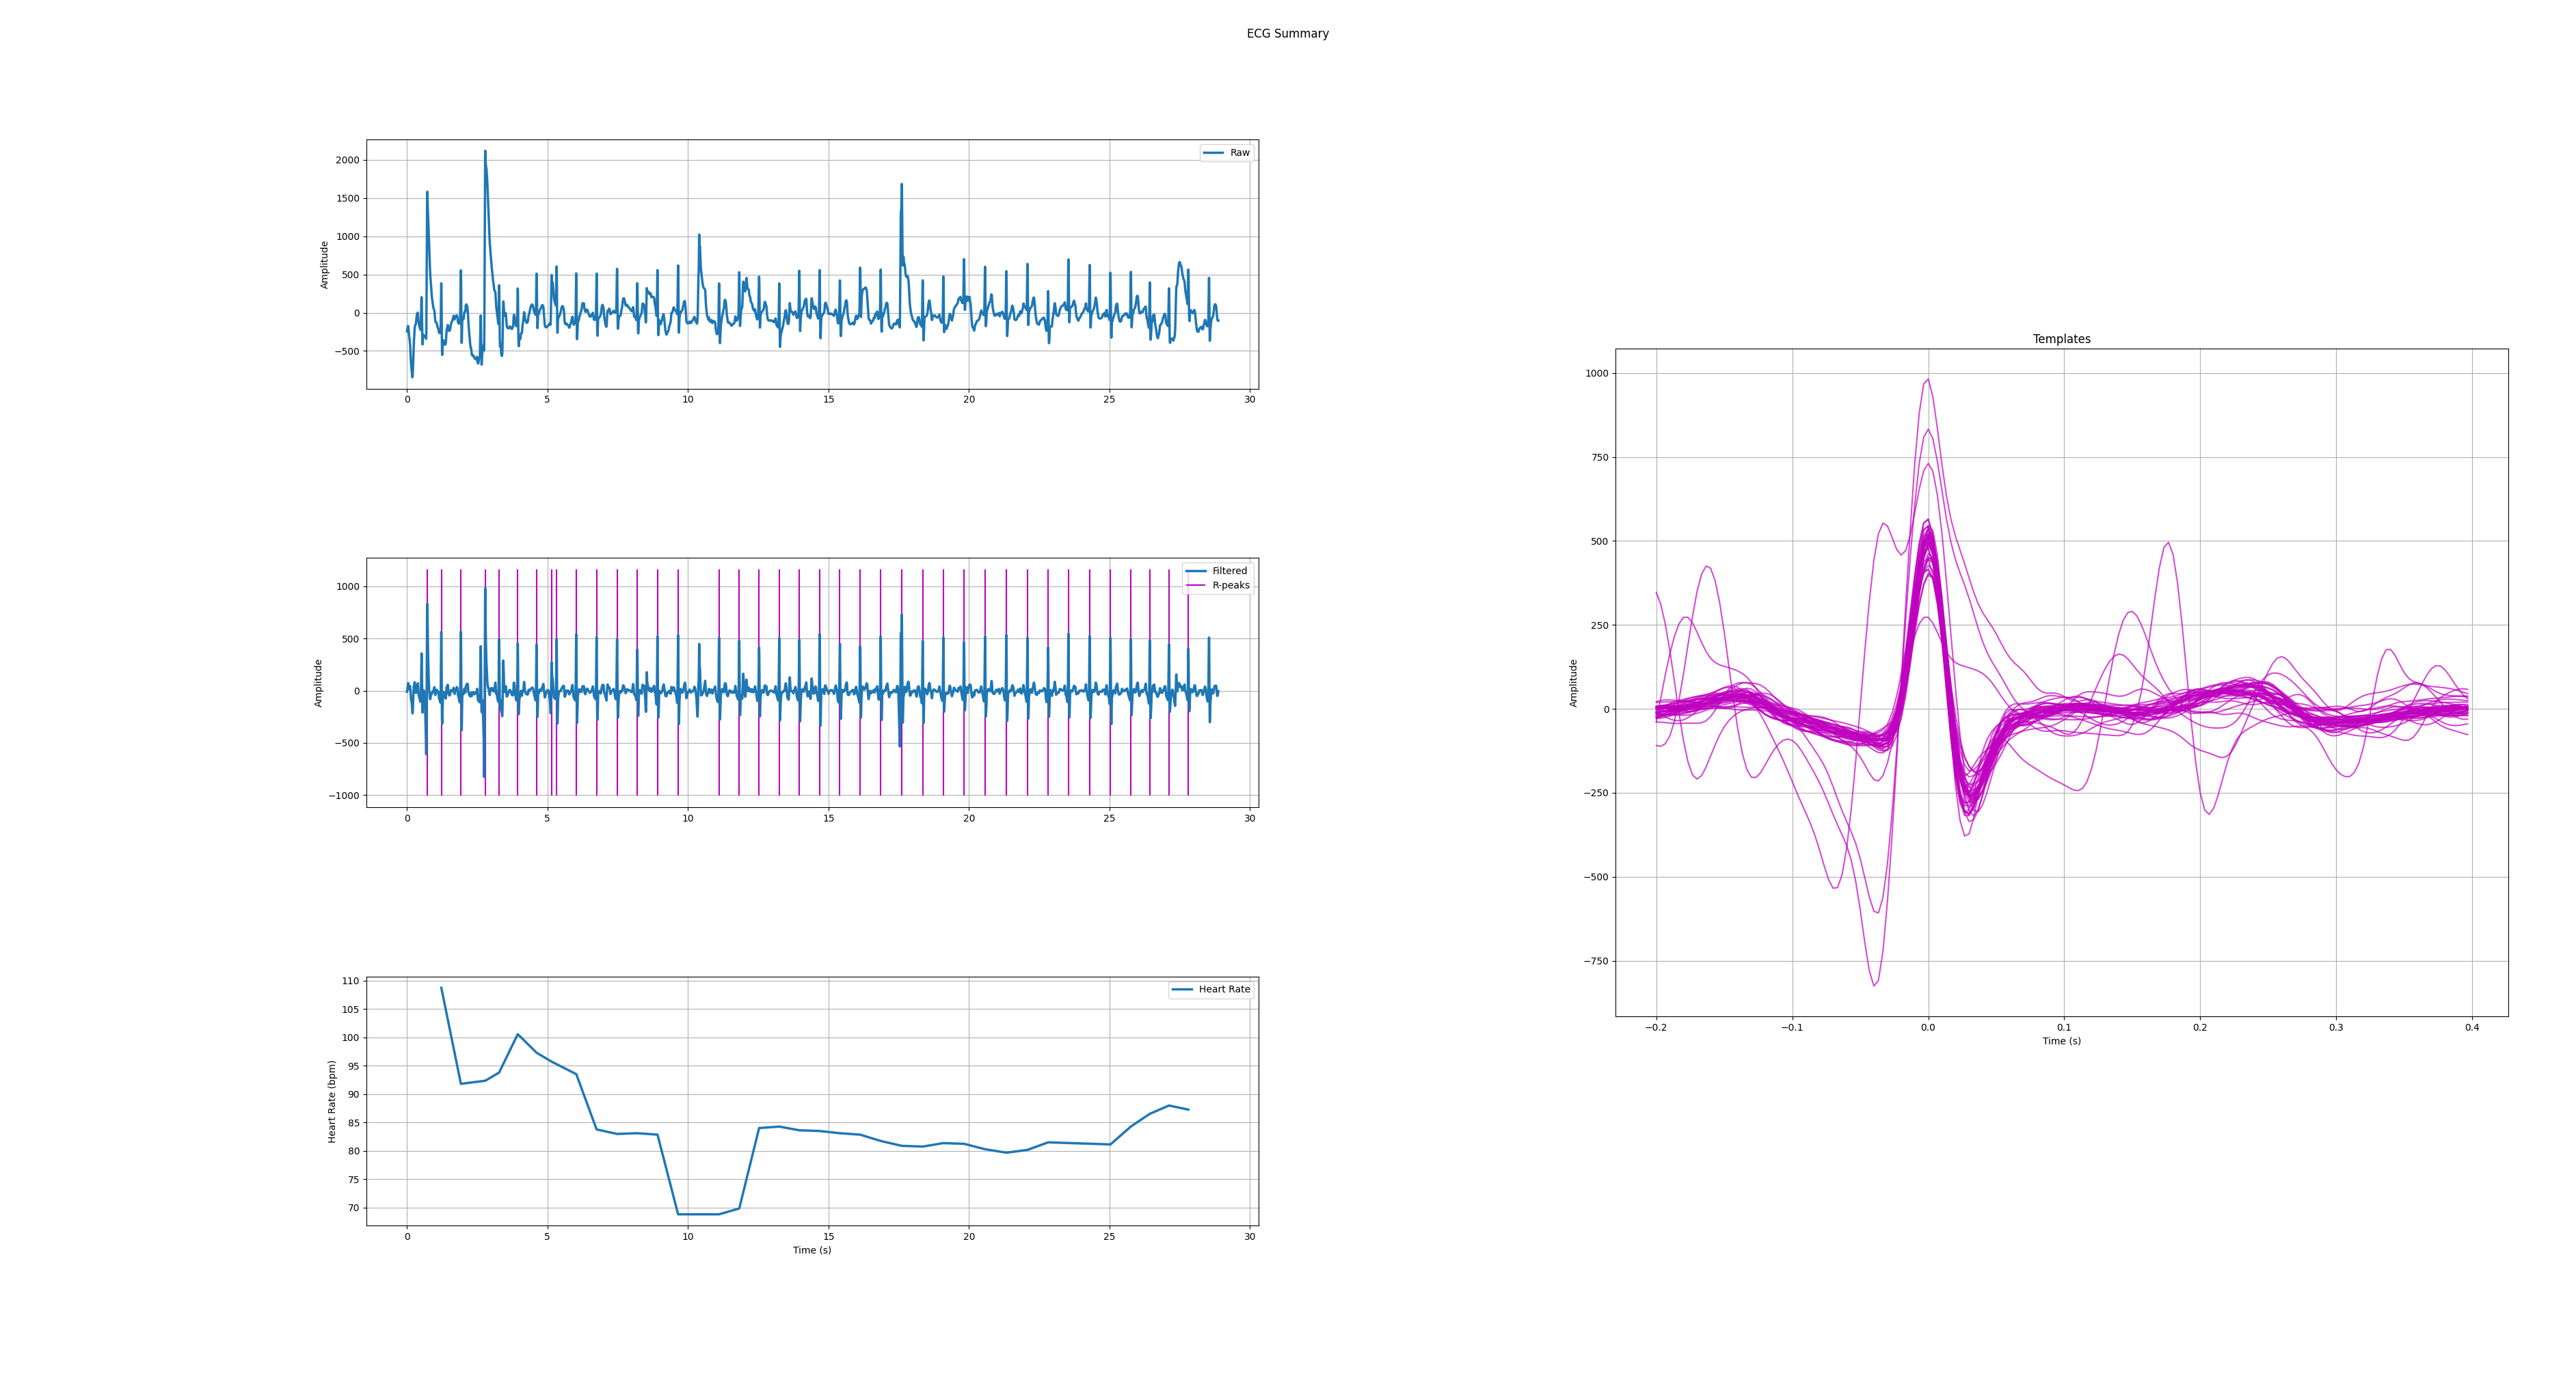 ECG Summary
Raw
Amplitude
2000
1500
1000
500
0
−500
0 5 10 15 20 25 30
Filtered
R-peaks
Amplitude
1000
500
0
−500
−1000
0 5 10 15 20 25 30
Heart Rate
Heart Rate (bpm)
110
105
100
95
90
85
80
75
70
0 5 10 15 20 25 30
Time (s)
Templates
Amplitude
1000
750
500
250
0
−250
−500
−750
−0.2 −0.1 0.0 0.1 0.2 0.3 0.4
Time (s)